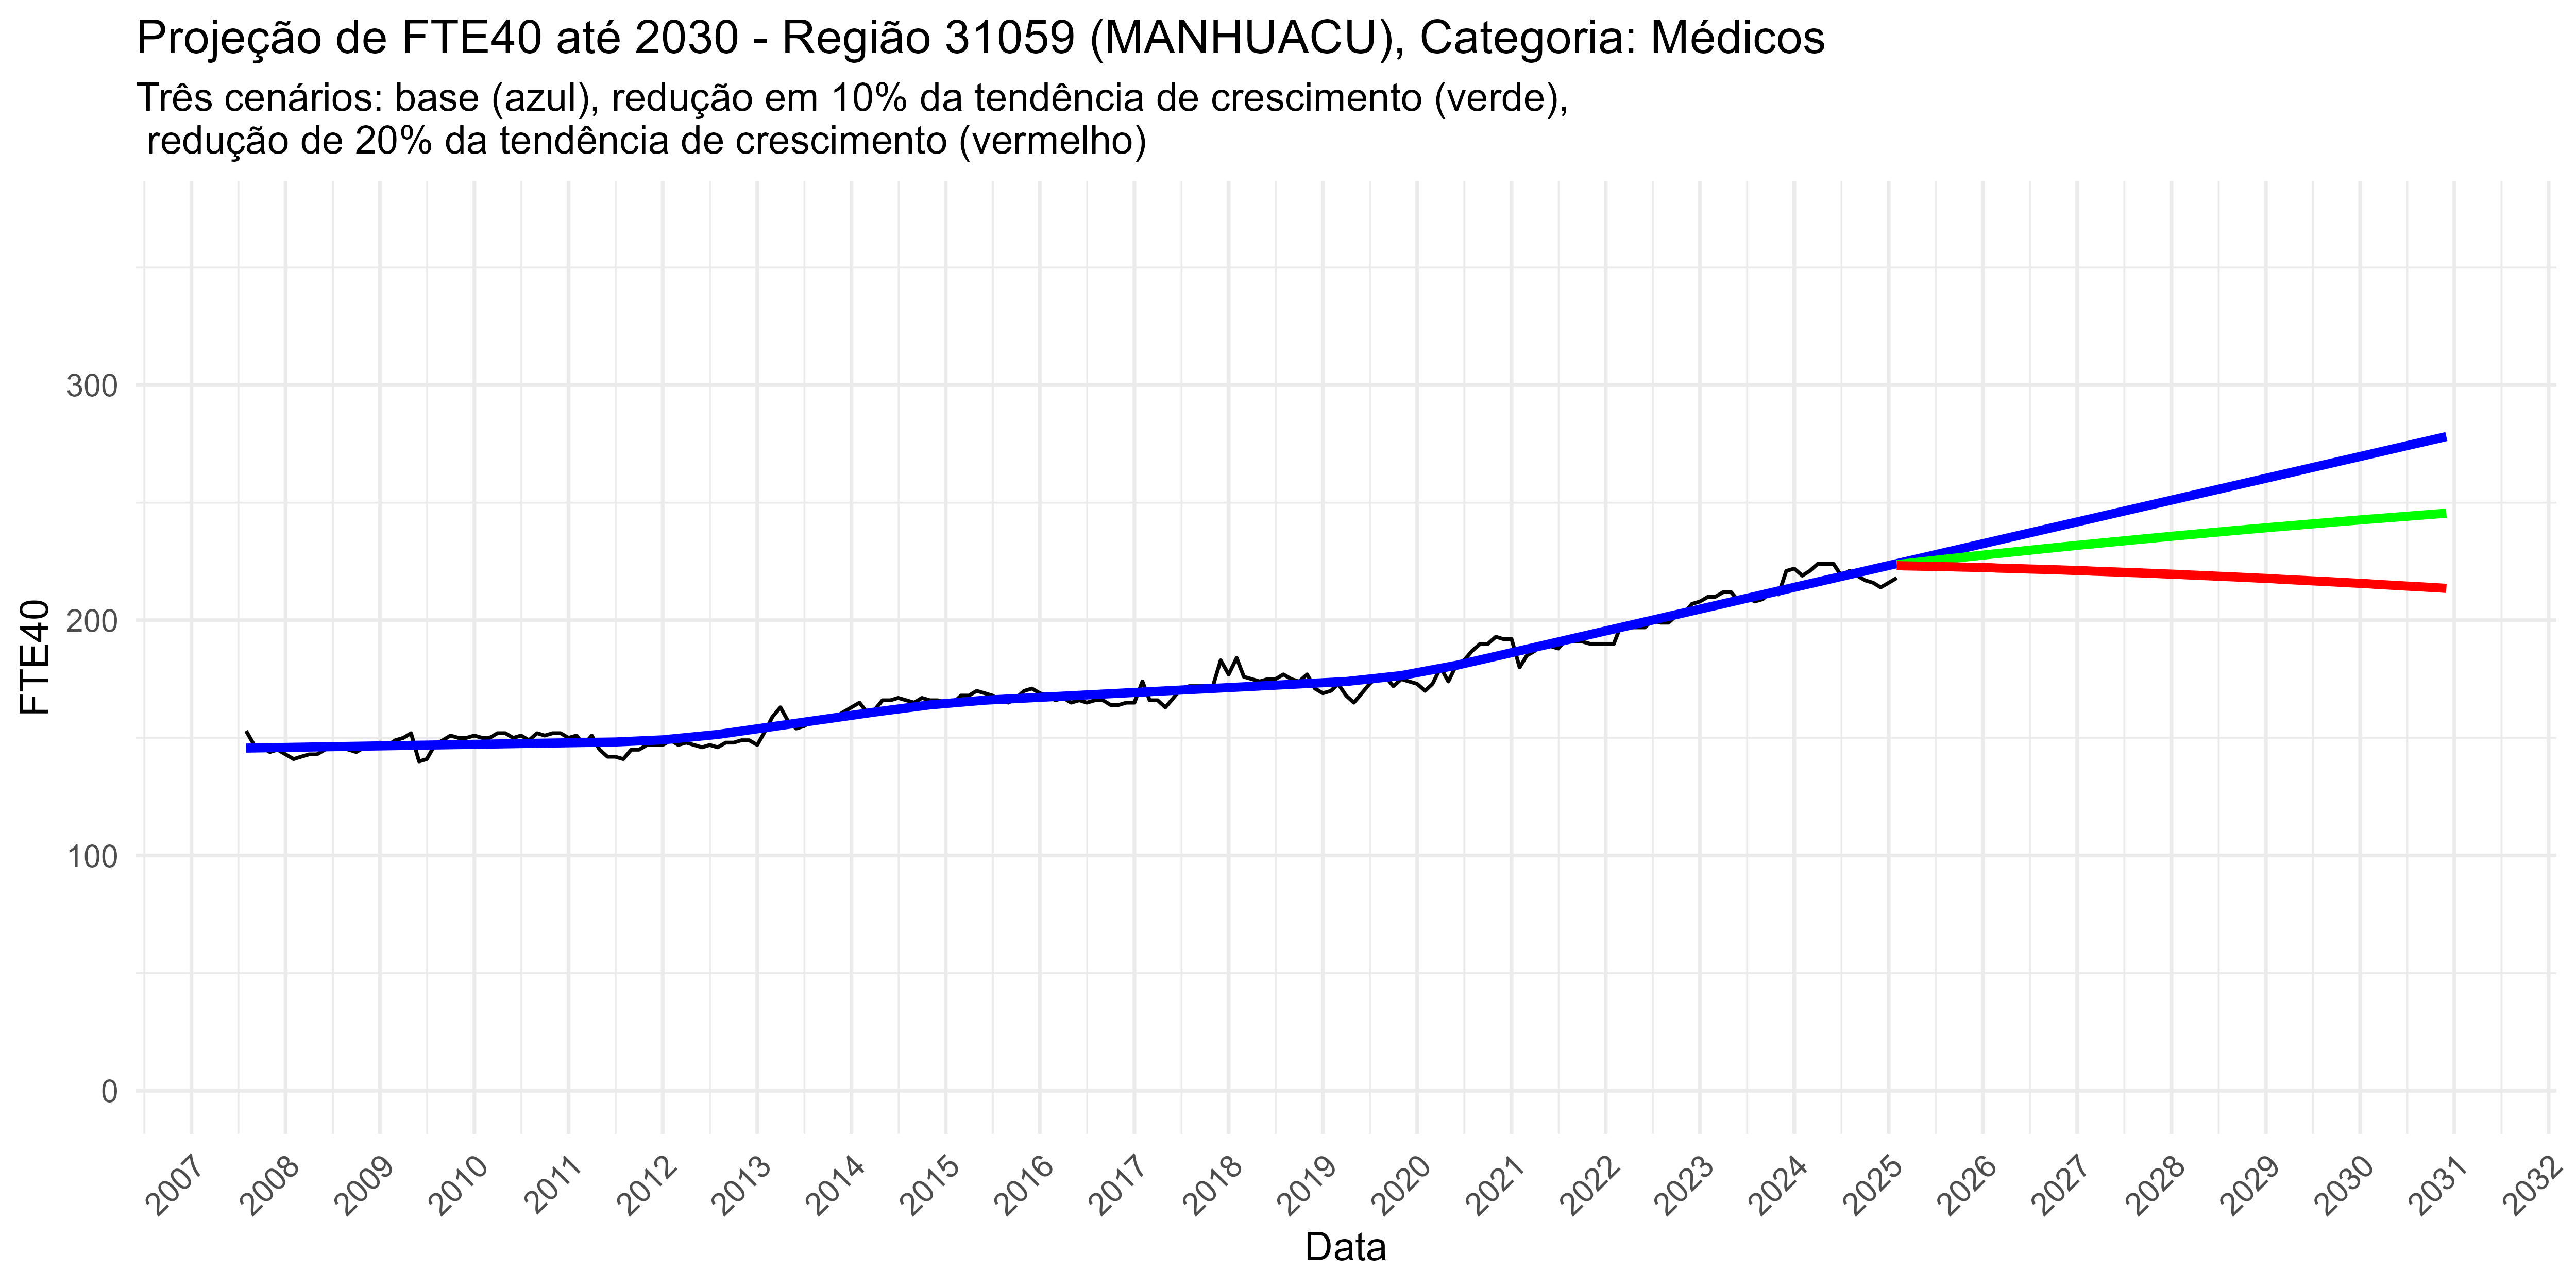 Projeção de FTE40 até 2030 - Região 31059 (MANHUACU), Categoria: Médicos
Três cenários: base (azul), redução em 10% da tendência de crescimento (verde),
redução de 20% da tendência de crescimento (vermelho)
FTE40
300
200
100
0
2007 2008 2009 2010 2011 2012 2013 2014 2015 2016 2017 2018 2019 2020 2021 2022 2023 2024 2025 2026 2027 2028 2029 2030 2031 2032
Data